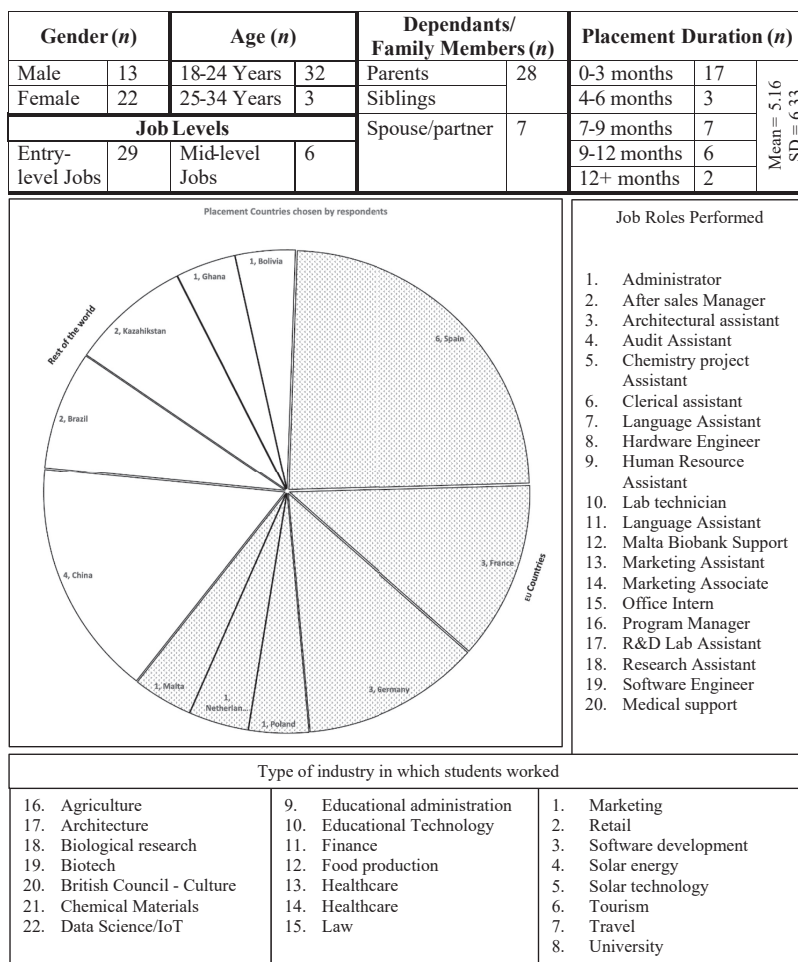 Gender (n) Age (n) Dependants/ Family Members (n) Placement Duration (n)
Male 13 18-24 Years 32 Parents 28 0-3 months 17
Female 22 25-34 Years 3 Siblings 4-6 months 3
Job Levels Spouse/partner 7 7-9 months 7
Entry-level Jobs 29 Mid-level Jobs 6 9-12 months 6
12+ months 2
Mean = 5.16
SD = 6.33
Placement Countries chosen by respondents
1, Ghana
1, Bolivia
2, Kazahikstan
Rest of the world
6, Spain
2, Brazil
4, China
3, France
EU Countries
1, Malta
1,
Netherlan...
1, Poland
3, Germany
Job Roles Performed
1. Administrator
2. After sales Manager
3. Architectural assistant
4. Audit Assistant
5. Chemistry project
Assistant
6. Clerical assistant
7. Language Assistant
8. Hardware Engineer
9. Human Resource
Assistant
10. Lab technician
11. Language Assistant
12. Malta Biobank Support
13. Marketing Assistant
14. Marketing Associate
15. Office Intern
16. Program Manager
17. R&D Lab Assistant
18. Research Assistant
19. Software Engineer
20. Medical support
Type of industry in which students worked
16. Agriculture
17. Architecture
18. Biological research
19. Biotech
20. British Council - Culture
21. Chemical Materials
22. Data Science/IoT
9. Educational administration
10. Educational Technology
11. Finance
12. Food production
13. Healthcare
14. Healthcare
15. Law
1. Marketing
2. Retail
3. Software development
4. Solar energy
5. Solar technology
6. Tourism
7. Travel
8. University